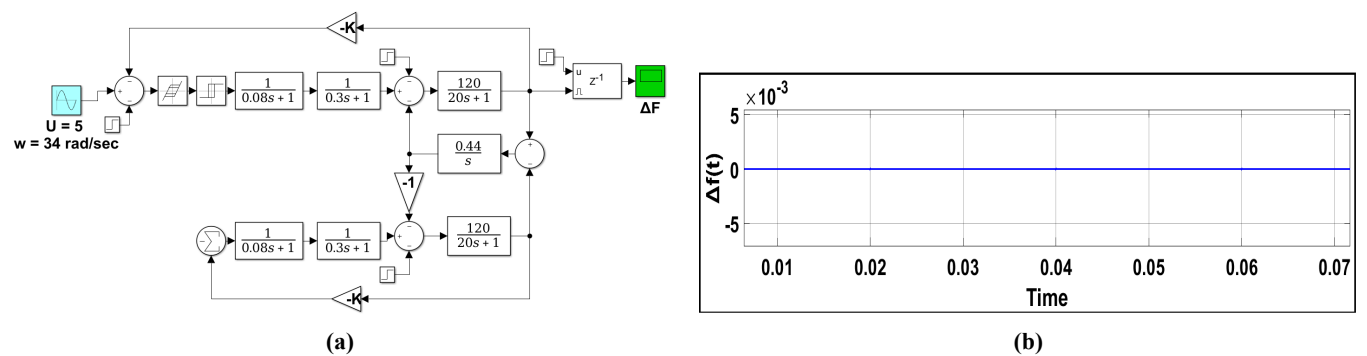 -K
1
0.08s + 1
1
0.3s + 1
120
20s + 1
u
z-1
ΔF
U = 5
w = 34 rad/sec
0.44
s
-1
1
0.08s + 1
1
0.3s + 1
120
20s + 1
-K
(a)
×10-3
5
0
-5
Δf(t)
0.01 0.02 0.03 0.04 0.05 0.06 0.07
Time
(b)